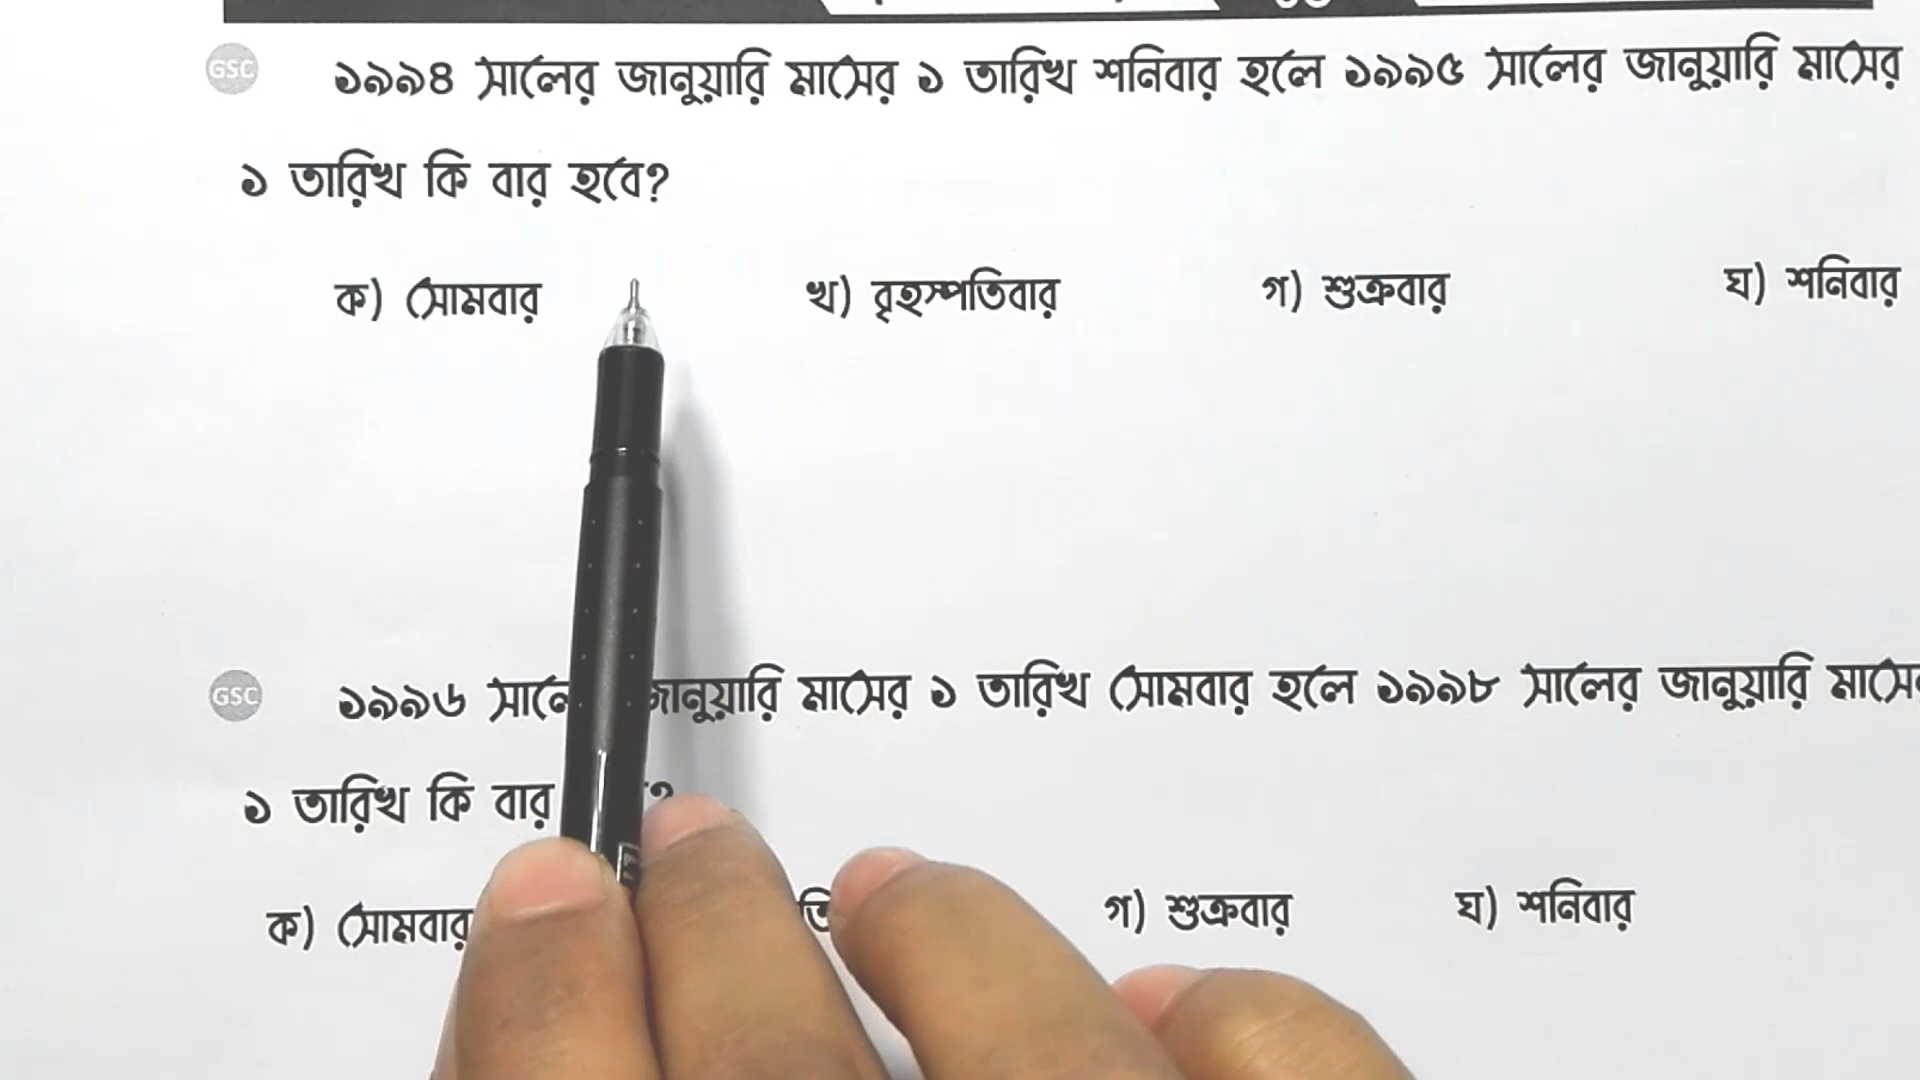 GSC ১৯৯৪ সালের জানুয়ারি মাসের ১ তারিখ শনিবার হলে ১৯৯৫ সালের জানুয়ারি মাসের
১ তারিখ কি বার হবে?
ক) সোমবার খ) বৃহস্পতিবার গ) শুক্রবার ঘ) শনিবার
GSC ১৯৯৬ জানুয়ারি মাসের ১ তারিখ সোমবার হলে ১৯৯৮ সালের জানুয়ারি
১ তারিখ কি বার
ক) সোমবার গ) শুক্রবার ঘ) শনিবার